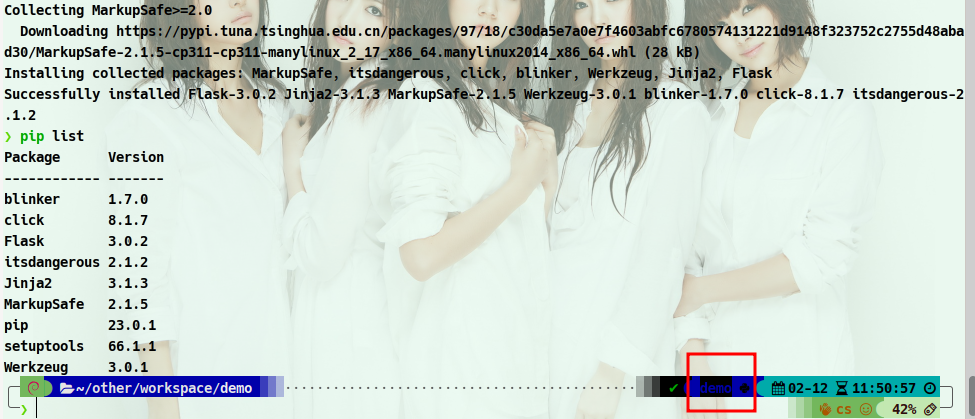 Collecting MarkupSafe>=2.0
  Downloading https://pypi.tuna.tsinghua.edu.cn/packages/97/18/c30da5e7a0e7f4603abfc6780574131221d9148f323752c2755d48aba
d30/MarkupSafe-2.1.5-cp311-cp311-manylinux_2_17_x86_64.manylinux2014_x86_64.whl (28 kB)
Installing collected packages: MarkupSafe, itsdangerous, click, blinker, Werkzeug, Jinja2, Flask
Successfully installed Flask-3.0.2 Jinja2-3.1.3 MarkupSafe-2.1.5 Werkzeug-3.0.1 blinker-1.7.0 click-8.1.7 itsdangerous-2
.1.2
❯ pip list
Package      Version
------------ -------
blinker      1.7.0
click        8.1.7
Flask        3.0.2
itsdangerous 2.1.2
Jinja2       3.1.3
MarkupSafe   2.1.5
pip          23.0.1
setuptools   66.1.1
Werkzeug     3.0.1
~/other/workspace/demo ✔ demo 02-12 11:50:57
❯ cs 42%